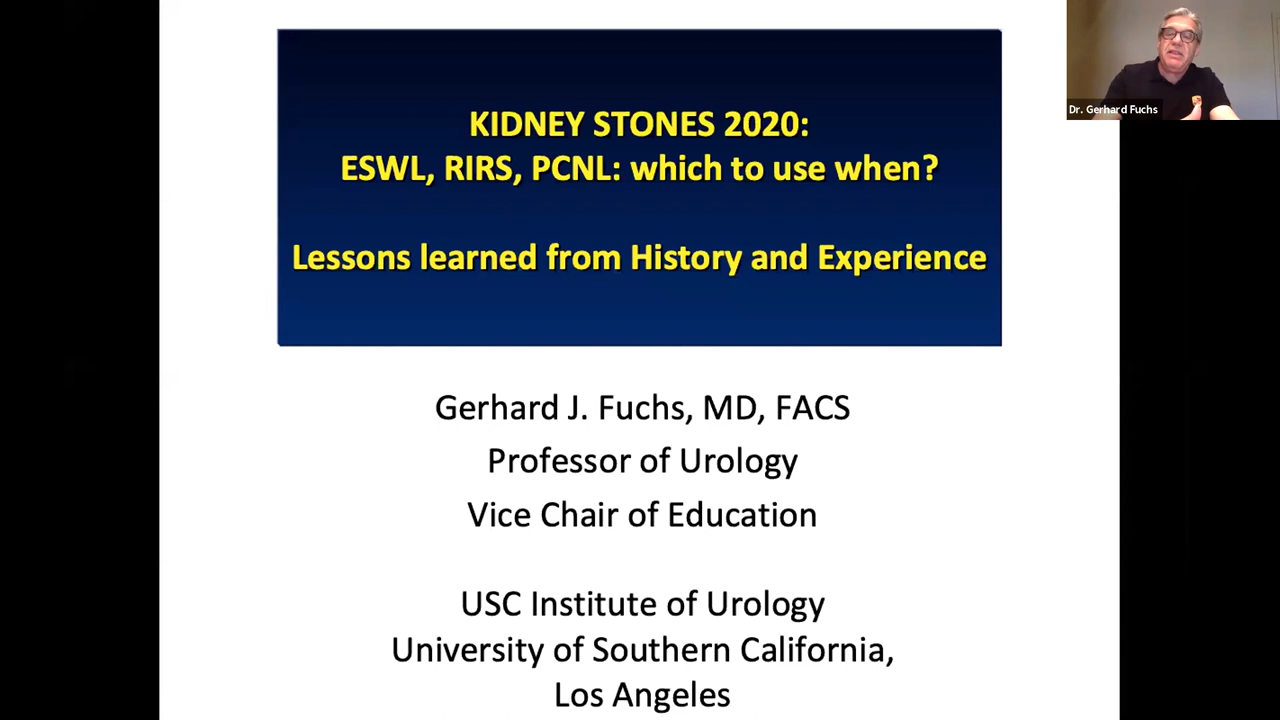 KIDNEY STONES 2020:
ESWL, RIRS, PCNL: which to use when?
Lessons learned from History and Experience
Gerhard J. Fuchs, MD, FACS
Professor of Urology
Vice Chair of Education
USC Institute of Urology
University of Southern California,
Los Angeles
Dr. Gerhard Fuchs